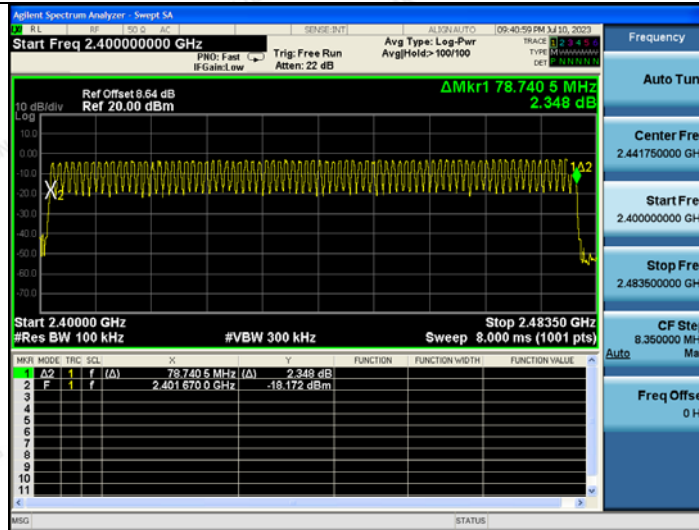 Agilent Spectrum Analyzer - Swept SA
RL RF 50 Ω AC SENSE:INT ALIGN AUTO 09:40:59 PM Jul 10, 2023
Start Freq 2.400000000 GHz
PNO: Fast
IFGain:Low
Trig: Free Run
Atten: 22 dB
Avg Type: Log-Pwr
Avg|Hold:>100/100
TRACE 1 2 3 4 5 6
TYPE M
DET P N N N N N
Ref Offset 8.64 dB
Ref 20.00 dBm
ΔMkr1 78.740 5 MHz
2.348 dB
10 dB/div
Log
10.0
0.00
-10.0
-20.0
-30.0
-40.0
-50.0
-60.0
-70.0
1Δ2
X2
Start 2.40000 GHz
Stop 2.48350 GHz
#Res BW 100 kHz
#VBW 300 kHz
Sweep 8.000 ms (1001 pts)
MKR MODE TRC SCL X Y FUNCTION FUNCTION WIDTH FUNCTION VALUE
1 Δ2 1 f (Δ) 78.740 5 MHz (Δ) 2.348 dB
2 F 1 f 2.401 670 0 GHz -18.172 dBm
3
4
5
6
7
8
9
10
11
MSG
STATUS
Frequency
Auto Tun
Center Fre
2.441750000 GH
Start Fre
2.400000000 GH
Stop Fre
2.483500000 GH
CF Ste
8.350000 MH
Auto Ma
Freq Offse
0 H